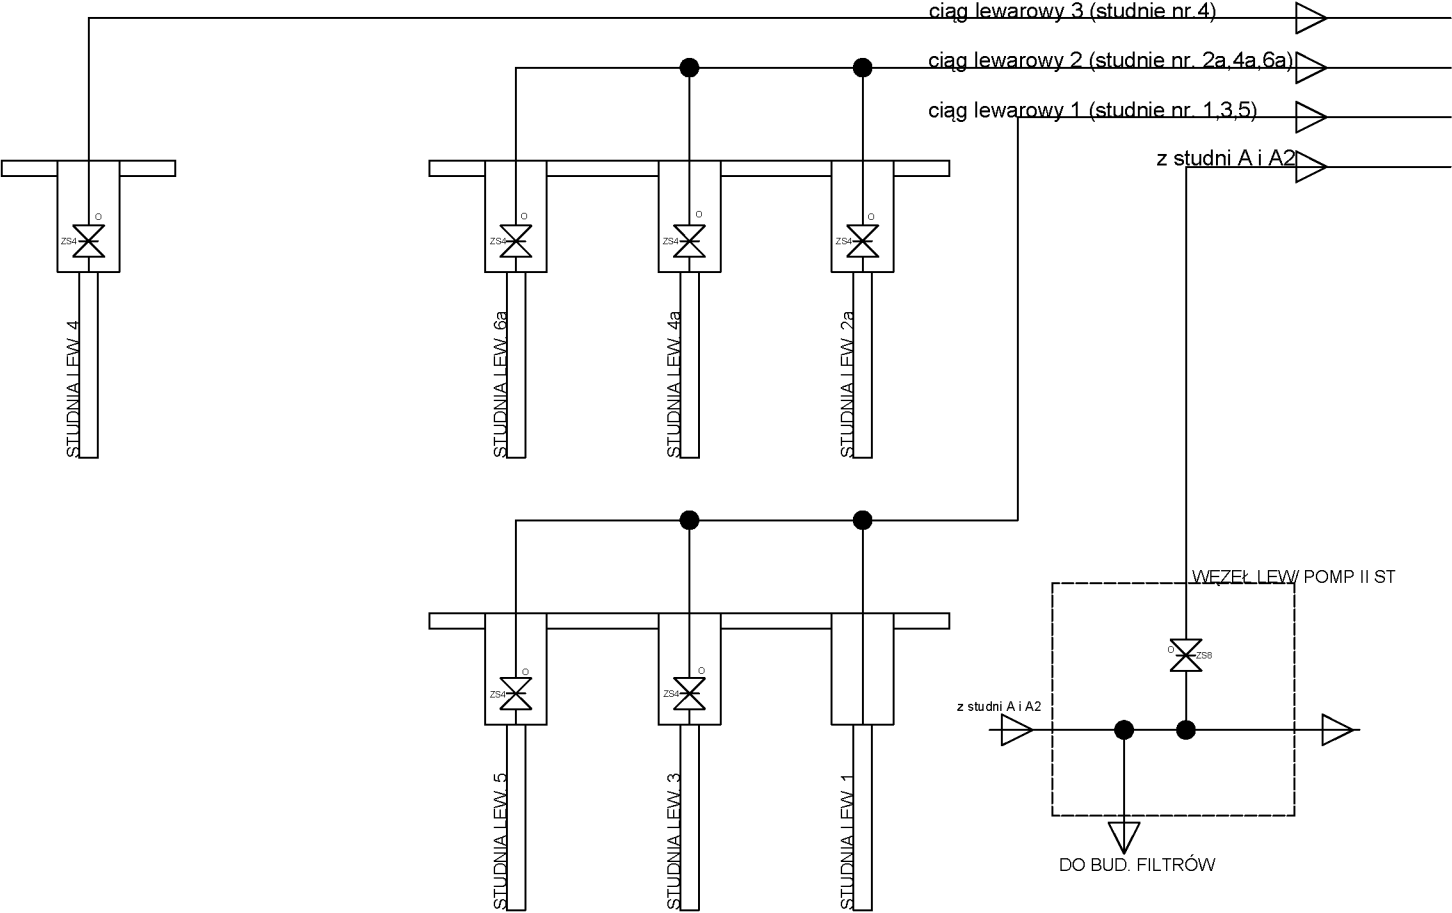 ciąg lewarowy 3 (studnie nr.4)
ciąg lewarowy 2 (studnie nr. 2a,4a,6a)
ciąg lewarowy 1 (studnie nr. 1,3,5)
z studni A i A2
O
ZS4
O
ZS4
O
ZS4
O
ZS4
STUDNIA LEW. 4
STUDNIA LEW. 6a
STUDNIA LEW. 4a
STUDNIA LEW. 2a
WĘZEŁ LEW/ POMP II ST
O
ZS8
O
ZS4
O
ZS4
z studni A i A2
STUDNIA LEW. 5
STUDNIA LEW. 3
STUDNIA LEW. 1
DO BUD. FILTRÓW